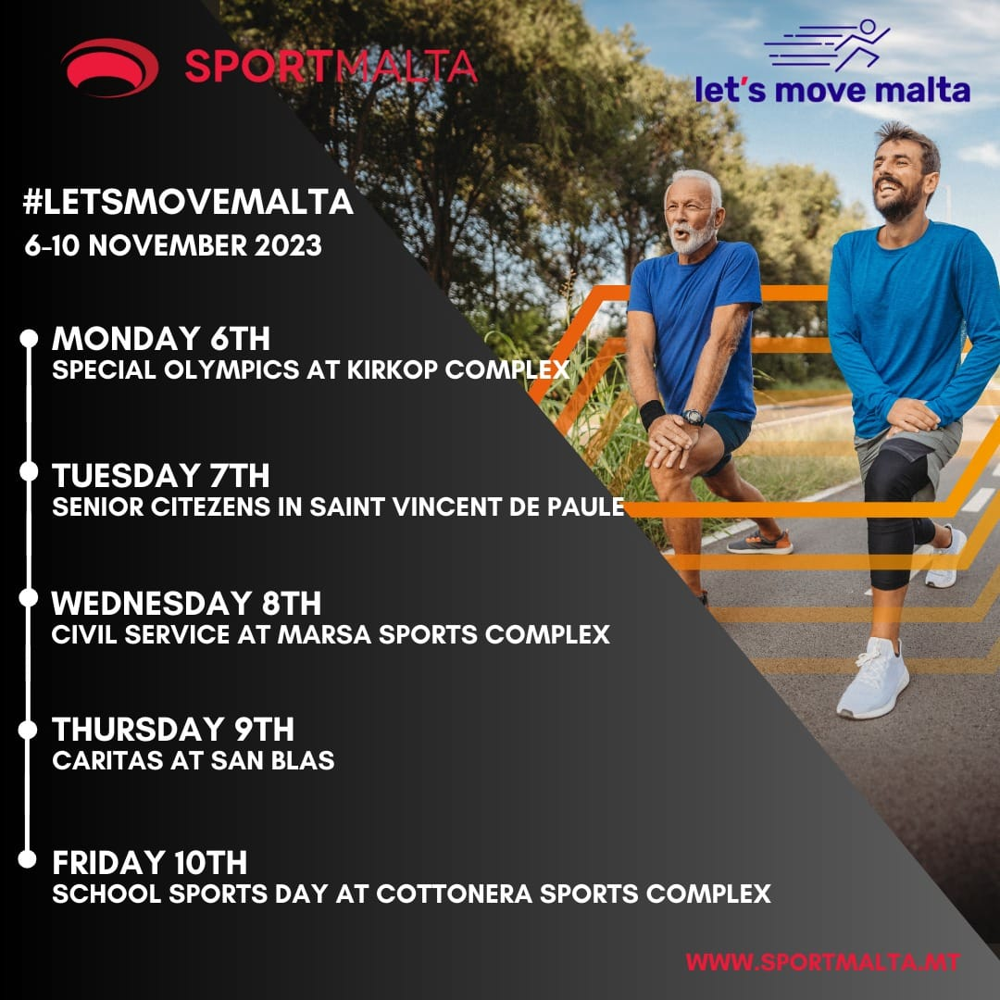 SPORTMALTA
let's move malta
#LETSMOVEMALTA
6-10 NOVEMBER 2023
MONDAY 6TH
SPECIAL OLYMPICS AT KIRKOP COMPLEX
TUESDAY 7TH
SENIOR CITEZENS IN SAINT VINCENT DE PAULE
WEDNESDAY 8TH
CIVIL SERVICE AT MARSA SPORTS COMPLEX
THURSDAY 9TH
CARITAS AT SAN BLAS
FRIDAY 10TH
SCHOOL SPORTS DAY AT COTTONERA SPORTS COMPLEX
WWW.SPORTMALTA.MT